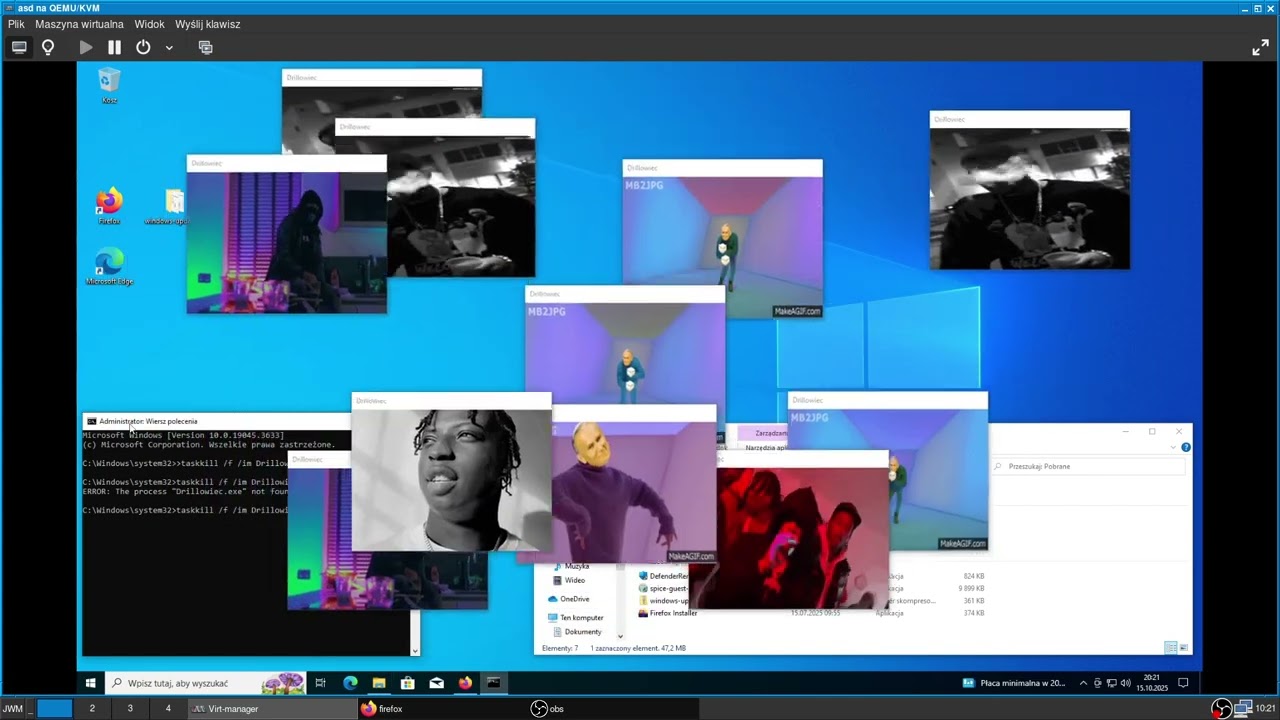 asd na QEMU/KVM
Plik Maszyna wirtualna Widok Wyślij klawisz
Kosz
Drillowiec
Drillowiec
Drillowiec
Drillowiec
MB2JPG
MakeAGIF.com
Drillowiec
Firefox
Microsoft Edge
Drillowiec
MB2JPG
Drillowiec
Drillowiec
MB2JPG
MakeAGIF.com
MakeAGIF.com
Drillowiec
Administrator: Wiersz polecenia
Microsoft Windows [Version 10.0.19045.3633]
(c) Microsoft Corporation. Wszelkie prawa zastrzeżone.
C:\Windows\system32>taskkill /f /im Drillow
C:\Windows\system32>taskkill /f /im Drillowi
ERROR: The process "Drillowiec.exe" not foun
C:\Windows\system32>taskkill /f /im Drillowi
Zarządzan
Narzędzia apli
Przeszukaj: Pobrane
Muzyka
Wideo
OneDrive
Ten komputer
Dokumenty
DefenderRe 824 KB
spice-guest- 9 899 KB
windows-up er skompreso... 361 KB
Firefox Installer 15.07.2025 09:55 Aplikacja 374 KB
Elementy: 7 1 zaznaczony element. 47,2 MB
Wpisz tutaj, aby wyszukać
Płaca minimalna w 20...
20:21
15.10.2025
JWM 2 3 4 Virt-manager firefox obs 10:21